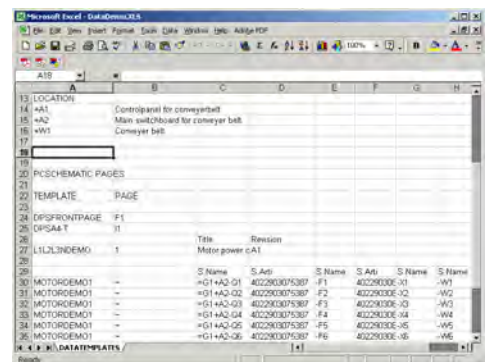 Microsoft Excel - DataDemo.XLS
File Edit View Insert Format Tools Data Window Help Adobe PDF
100%
A18
A B C D E F G H
13 LOCATION
14 +A1 Controlpanel for conveyerbelt
15 +A2 Main switchboard for conveyer belt
16 +W1 Conveyer belt
17
18
19
20 PCSCHEMATIC PAGES
21
22 TEMPLATE PAGE
23
24 DPSFRONTPAGE F1
25 DPSA4-T I1
26 Title Revision
27 L1L2L3NDEMO 1 Motor power c A1
28
29 S.Name S.Arti S.Name S.Arti S.Name S.Name
30 MOTORDEMO1 ~ =G1+A2-Q1 4022903075387 -F1 4022903DE -X1 -W1
31 MOTORDEMO1 ~ =G1+A2-Q2 4022903075387 -F2 -X2 -W2
32 MOTORDEMO1 ~ =G1+A2-Q3 4022903075387 -F3 -X3 -W3
33 MOTORDEMO1 ~ =G1+A2-Q4 4022903075387 -F4 -X4 -W4
34 MOTORDEMO1 ~ =G1+A2-Q5 4022903075387 -F5 -X5 -W5
35 MOTORDEMO1 ~ =G1+A2-Q6 4022903075387 -F6 -X6 -W6
DATATEMPLATES
Ready